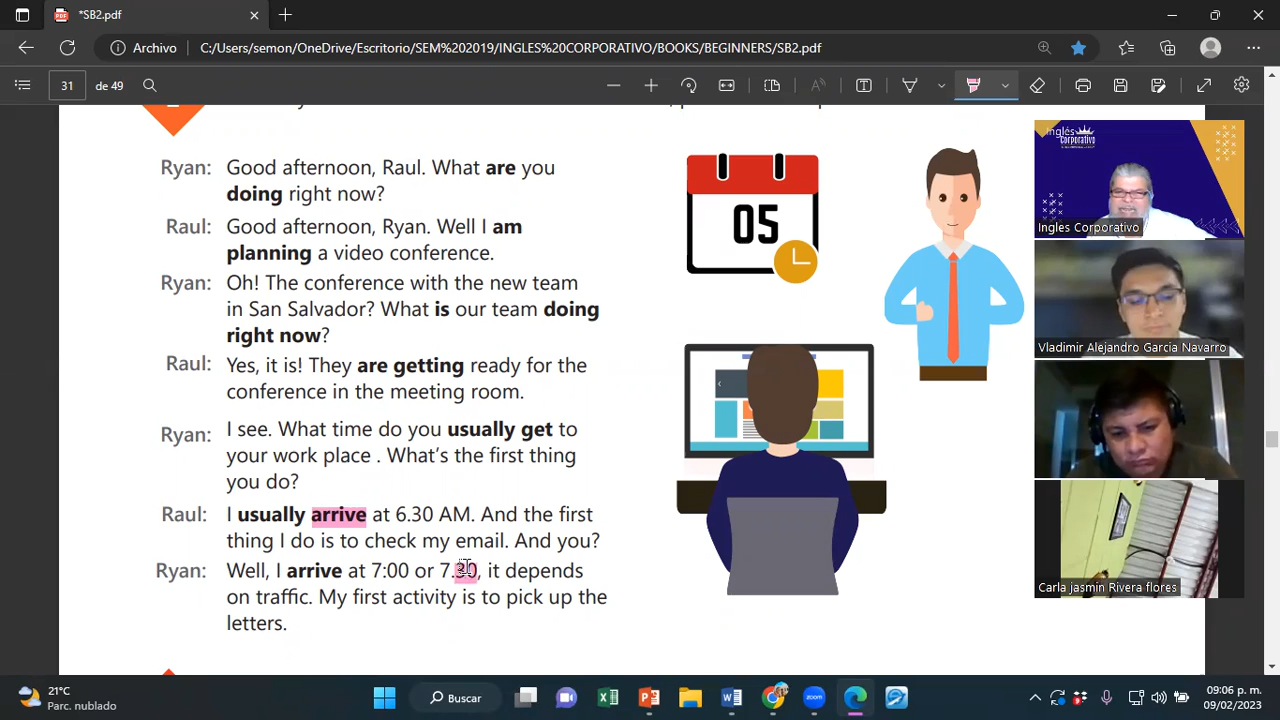 *SB2.pdf
Archivo
C:/Users/semon/OneDrive/Escritorio/SEM%202019/INGLES%20CORPORATIVO/BOOKS/BEGINNERS/SB2.pdf
31
de 49
Ryan: Good afternoon, Raul. What are you
doing right now?
Raul: Good afternoon, Ryan. Well I am
planning a video conference.
Ryan: Oh! The conference with the new team
in San Salvador? What is our team doing
right now?
Raul: Yes, it is! They are getting ready for the
conference in the meeting room.
Ryan: I see. What time do you usually get to
your work place . What's the first thing
you do?
Raul: I usually arrive at 6.30 AM. And the first
thing I do is to check my email. And you?
Ryan: Well, I arrive at 7:00 or 7.30, it depends
on traffic. My first activity is to pick up the
letters.
05
Inglés
Corporativo
Ingles Corporativo
Vladimir Alejandro Garcia Navarro
Carla jasmin Rivera flores
21°C
Parc. nublado
Buscar
09:06 p. m.
09/02/2023